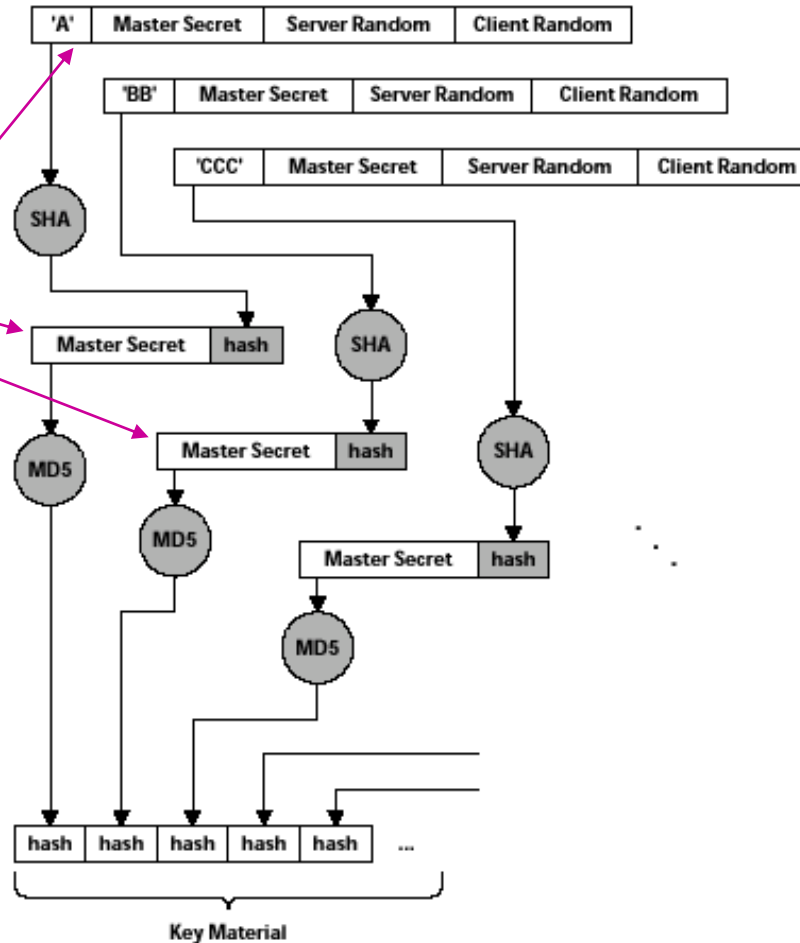 'A' Master Secret Server Random Client Random
'BB' Master Secret Server Random Client Random
'CCC' Master Secret Server Random Client Random
SHA
Master Secret hash
SHA
MD5
Master Secret hash
SHA
MD5
Master Secret hash
MD5
hash hash hash hash hash ...
Key Material